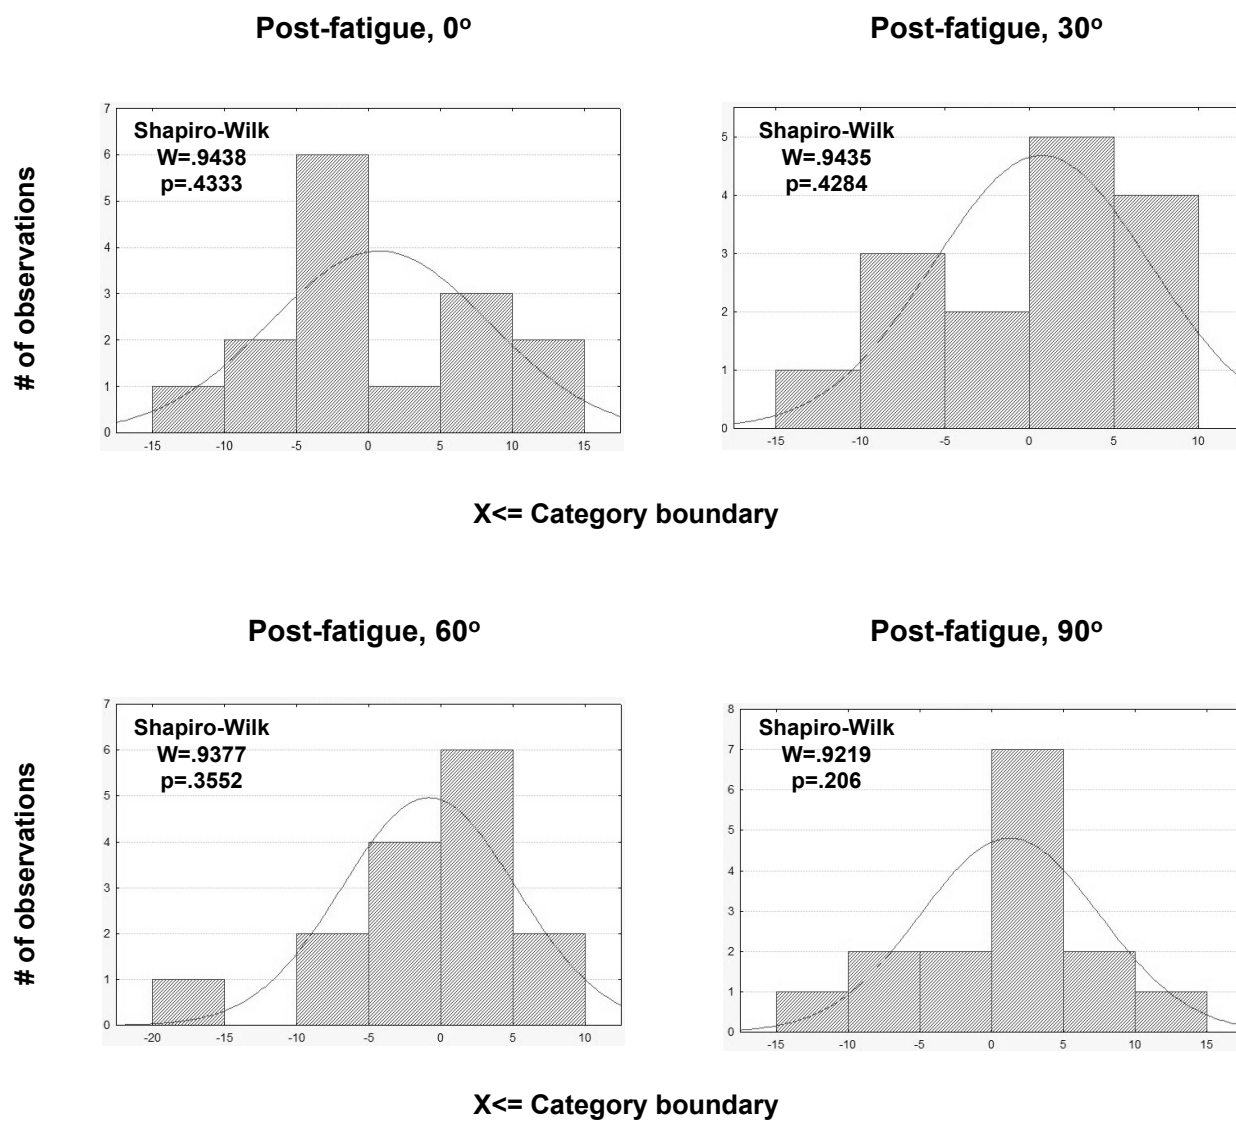 Post-fatigue, 0º
Post-fatigue, 30º
# of observations
7
6
5
4
3
2
1
0
Shapiro-Wilk
W=.9438
p=.4333
-15 -10 -5 0 5 10 15
5
4
3
2
1
0
Shapiro-Wilk
W=.9435
p=.4284
-15 -10 -5 0 5 10
X<= Category boundary
Post-fatigue, 60º
Post-fatigue, 90º
# of observations
7
6
5
4
3
2
1
0
Shapiro-Wilk
W=.9377
p=.3552
-20 -15 -10 -5 0 5 10
8
7
6
5
4
3
2
1
0
Shapiro-Wilk
W=.9219
p=.206
-15 -10 -5 0 5 10 15
X<= Category boundary